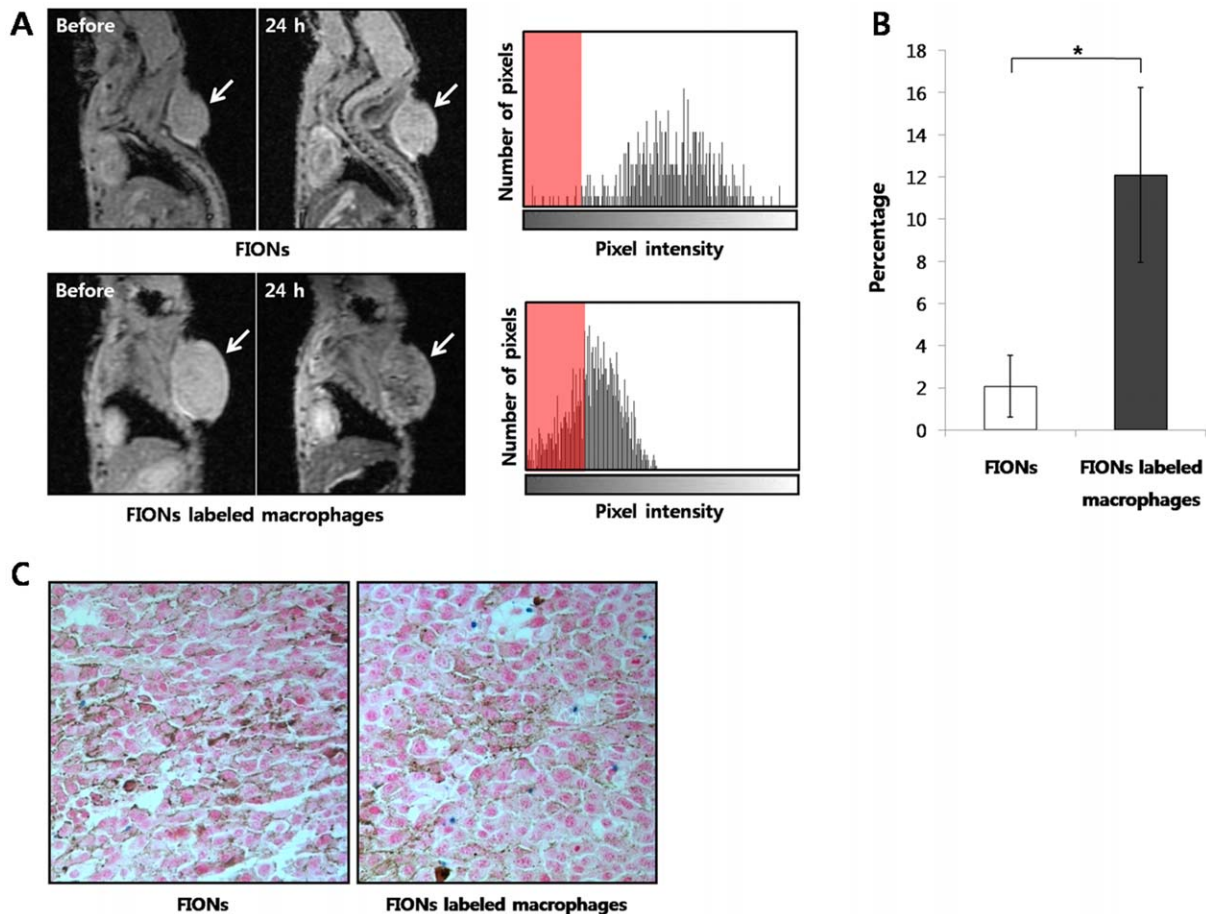 A
Before
24 h
FIONs
Number of pixels
Pixel intensity
Before
24 h
FIONs labeled macrophages
Number of pixels
Pixel intensity
B
18
16
14
12
10
8
6
4
2
0
Percentage
*
FIONs
FIONs labeled
macrophages
C
FIONs
FIONs labeled macrophages